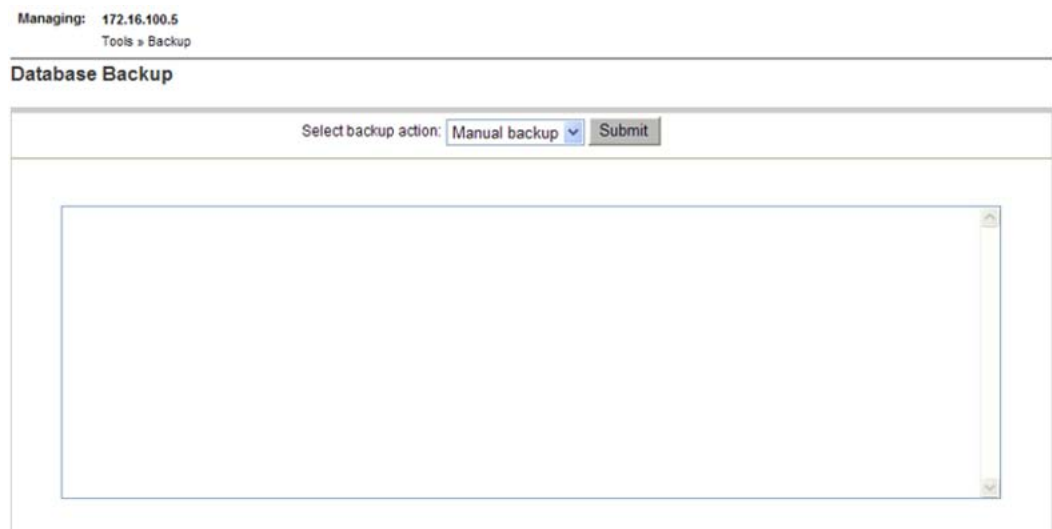 Managing: 172.16.100.5
Tools » Backup
Database Backup
Select backup action: Manual backup Submit